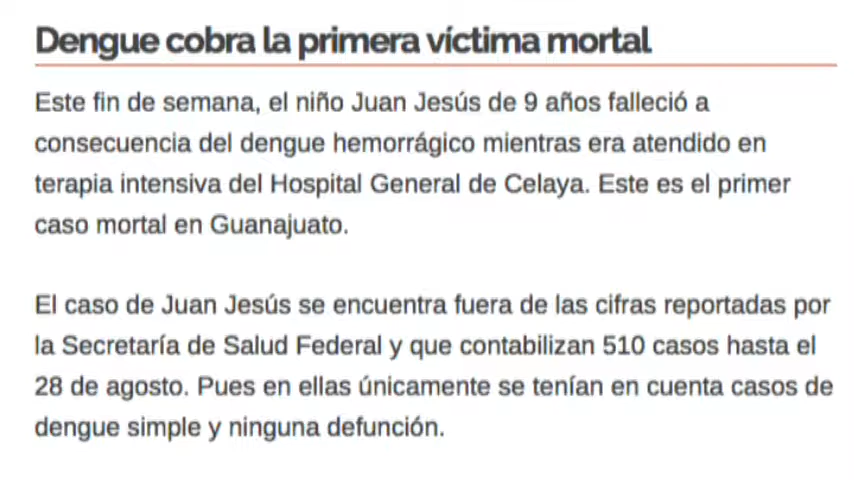 Dengue cobra la primera víctima mortal
Este fin de semana, el niño Juan Jesús de 9 años falleció a
consecuencia del dengue hemorrágico mientras era atendido en
terapia intensiva del Hospital General de Celaya. Este es el primer
caso mortal en Guanajuato.
El caso de Juan Jesús se encuentra fuera de las cifras reportadas por
la Secretaría de Salud Federal y que contabilizan 510 casos hasta el
28 de agosto. Pues en ellas únicamente se tenían en cuenta casos de
dengue simple y ninguna defunción.